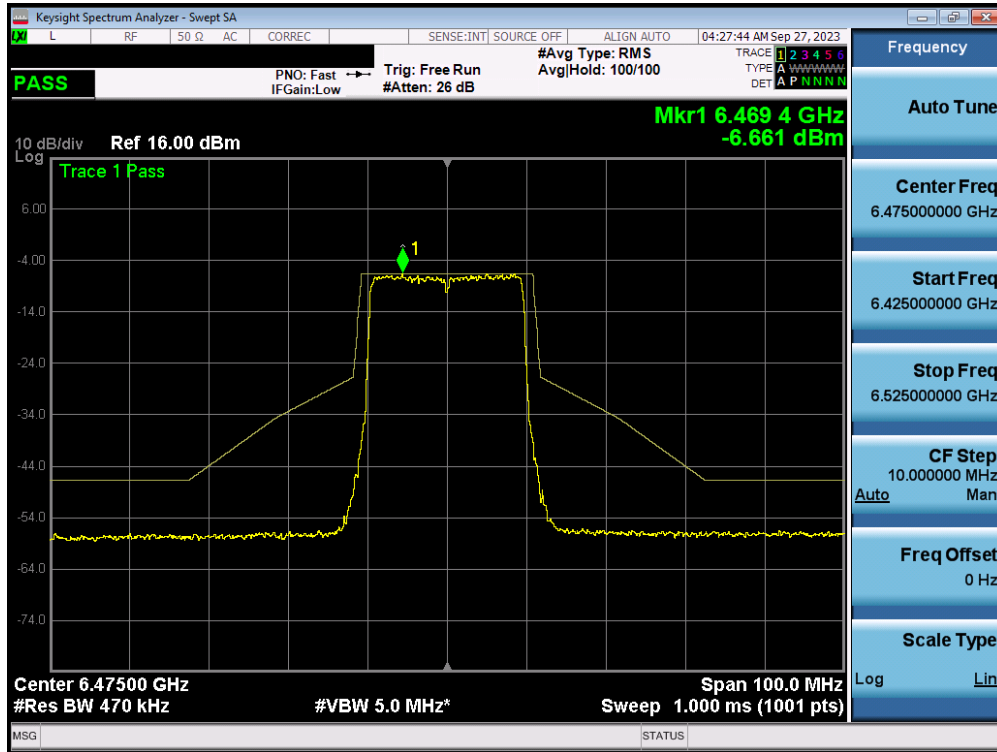 Keysight Spectrum Analyzer - Swept SA
LXI L RF 50 Ω AC CORREC SENSE:INT SOURCE OFF ALIGN AUTO 04:27:44 AM Sep 27, 2023
PASS
PNO: Fast
IFGain:Low
Trig: Free Run
#Atten: 26 dB
#Avg Type: RMS
Avg|Hold: 100/100
TRACE 1 2 3 4 5 6
TYPE A W W W W W
DET A P N N N N
Mkr1 6.469 4 GHz
-6.661 dBm
10 dB/div Ref 16.00 dBm
Log
Trace 1 Pass
1
6.00
-4.00
-14.0
-24.0
-34.0
-44.0
-54.0
-64.0
-74.0
Center 6.47500 GHz Span 100.0 MHz
#Res BW 470 kHz #VBW 5.0 MHz* Sweep 1.000 ms (1001 pts)
MSG STATUS
Frequency
Auto Tune
Center Freq
6.475000000 GHz
Start Freq
6.425000000 GHz
Stop Freq
6.525000000 GHz
CF Step
10.000000 MHz
Auto Man
Freq Offset
0 Hz
Scale Type
Log Lin